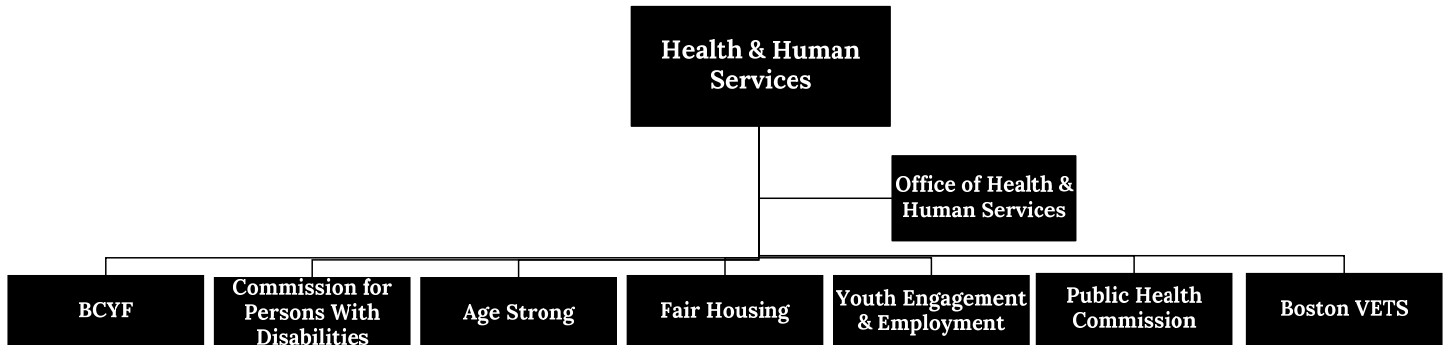 Health & Human
Services
Office of Health &
Human Services
BCYF
Commission for
Persons With
Disabilities
Age Strong
Fair Housing
Youth Engagement
& Employment
Public Health
Commission
Boston VETS